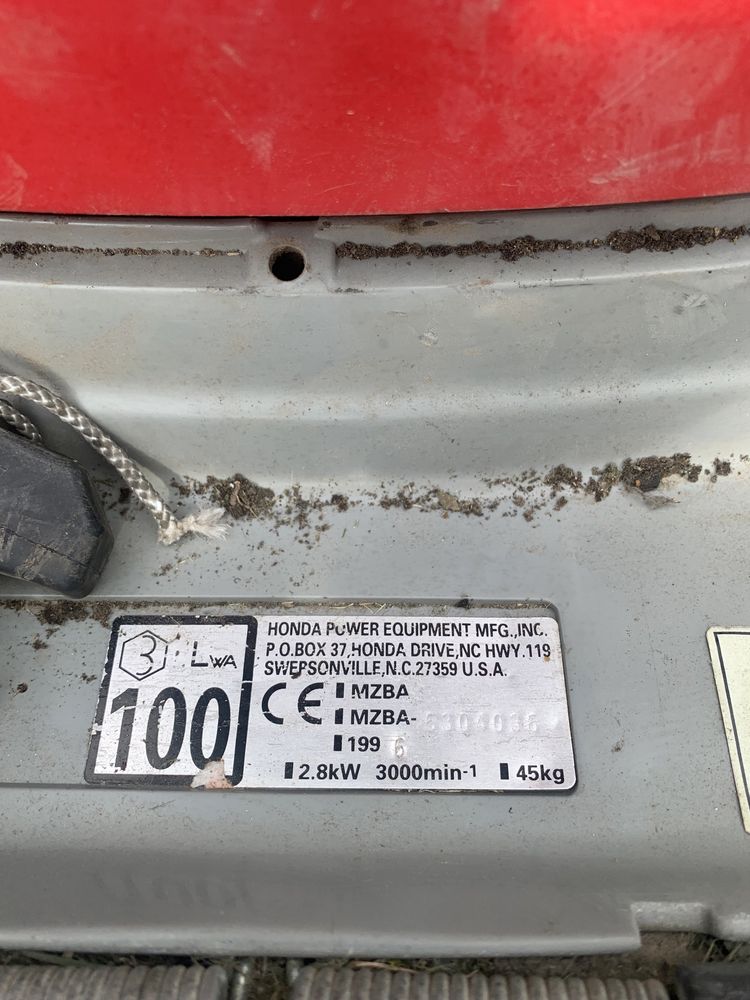 HONDA POWER EQUIPMENT MFG.,INC.
P.O.BOX 37,HONDA DRIVE,NC HWY.119
SWEPSONVILLE,N.C.27359 U.S.A.
3 LWA
100
CE
MZBA
MZBA-
199 6
2.8kW 3000min-1 45kg